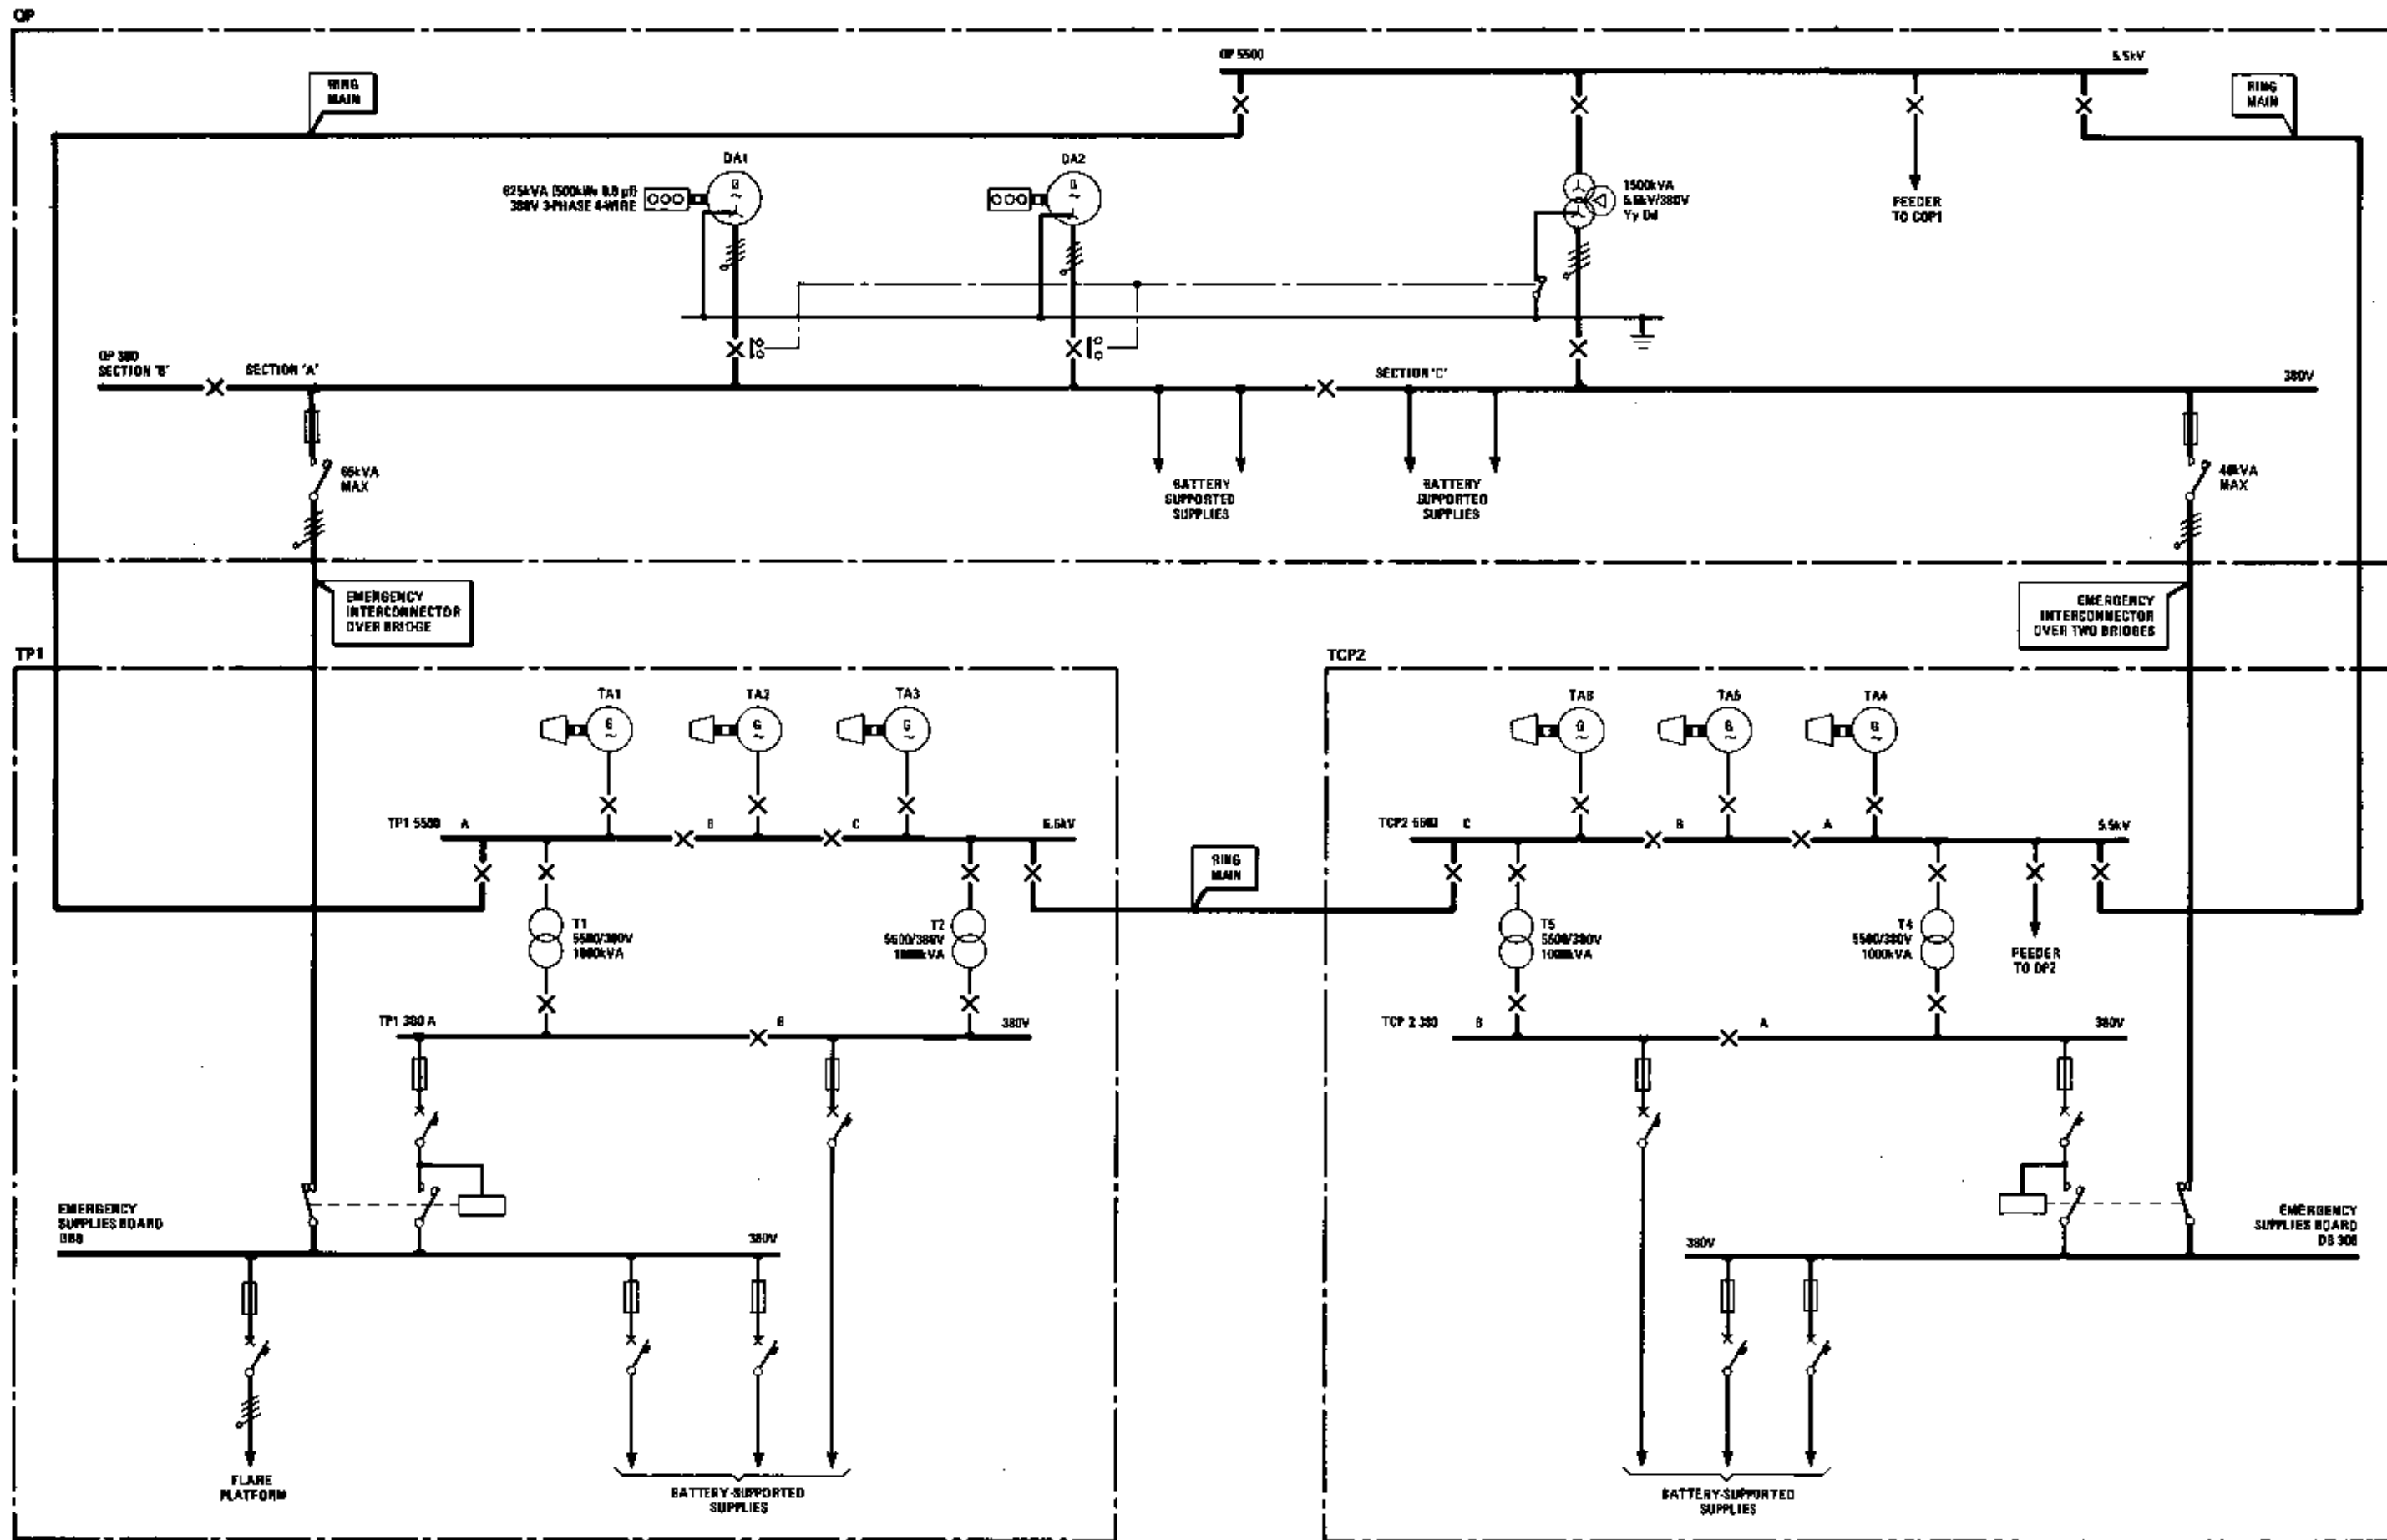 QP
QP 5500
5.5kV
RING
MAIN
RING
MAIN
DA1
DA2
625kVA (500kW 0.8 pf)
380V 3-PHASE 4-WIRE
G
G
1500kVA
5.5kV/380V
Yy
FEEDER
TO CDP1
QP 380
SECTION 'B'
SECTION 'A'
SECTION 'C'
380V
65kVA
MAX
BATTERY
SUPPORTED
SUPPLIES
BATTERY
SUPPORTED
SUPPLIES
MAX
EMERGENCY
INTERCONNECTOR
OVER BRIDGE
EMERGENCY
INTERCONNECTOR
OVER TWO BRIDGES
TP1
TCP2
TA1
TA2
TA3
G
G
G
TA6
TA5
TA4
G
G
G
TP1 5500
A
B
C
5.5kV
TCP2 5500
C
B
A
5.5kV
RING
MAIN
T1
5500/380V
1000kVA
T2
5500/380V
1000kVA
T5
5500/380V
1000kVA
T4
5500/380V
1000kVA
FEEDER
TO DP2
TP1 380 A
B
380V
TCP 2 380
B
A
380V
EMERGENCY
SUPPLIES BOARD
380V
380V
EMERGENCY
SUPPLIES BOARD
DB 306
FLARE
PLATFORM
BATTERY-SUPPORTED
SUPPLIES
BATTERY-SUPPORTED
SUPPLIES